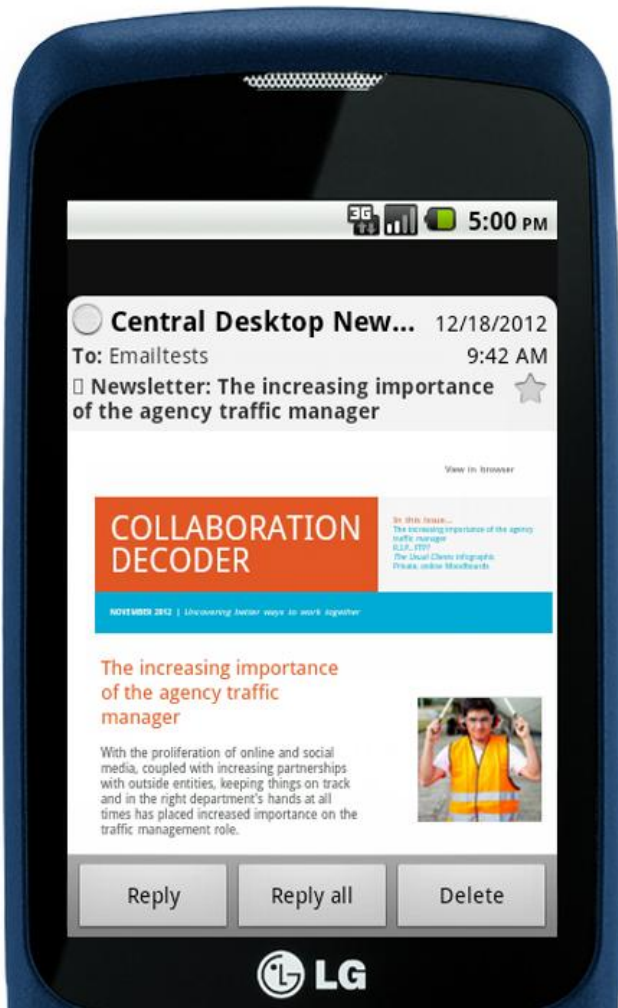 3G 5:00 PM
Central Desktop New... 12/18/2012
To: Emailtests 9:42 AM
Newsletter: The increasing importance
of the agency traffic manager
View in browser
COLLABORATION
DECODER
In this Issue...
The increasing importance of the agency
traffic manager
R.I.P., FTP?
The Usual Clients infographic
Private, online Moodboards
NOVEMBER 2012 | Uncovering better ways to work together
The increasing importance
of the agency traffic
manager
With the proliferation of online and social
media, coupled with increasing partnerships
with outside entities, keeping things on track
and in the right department's hands at all
times has placed increased importance on the
traffic management role.
Reply Reply all Delete
LG